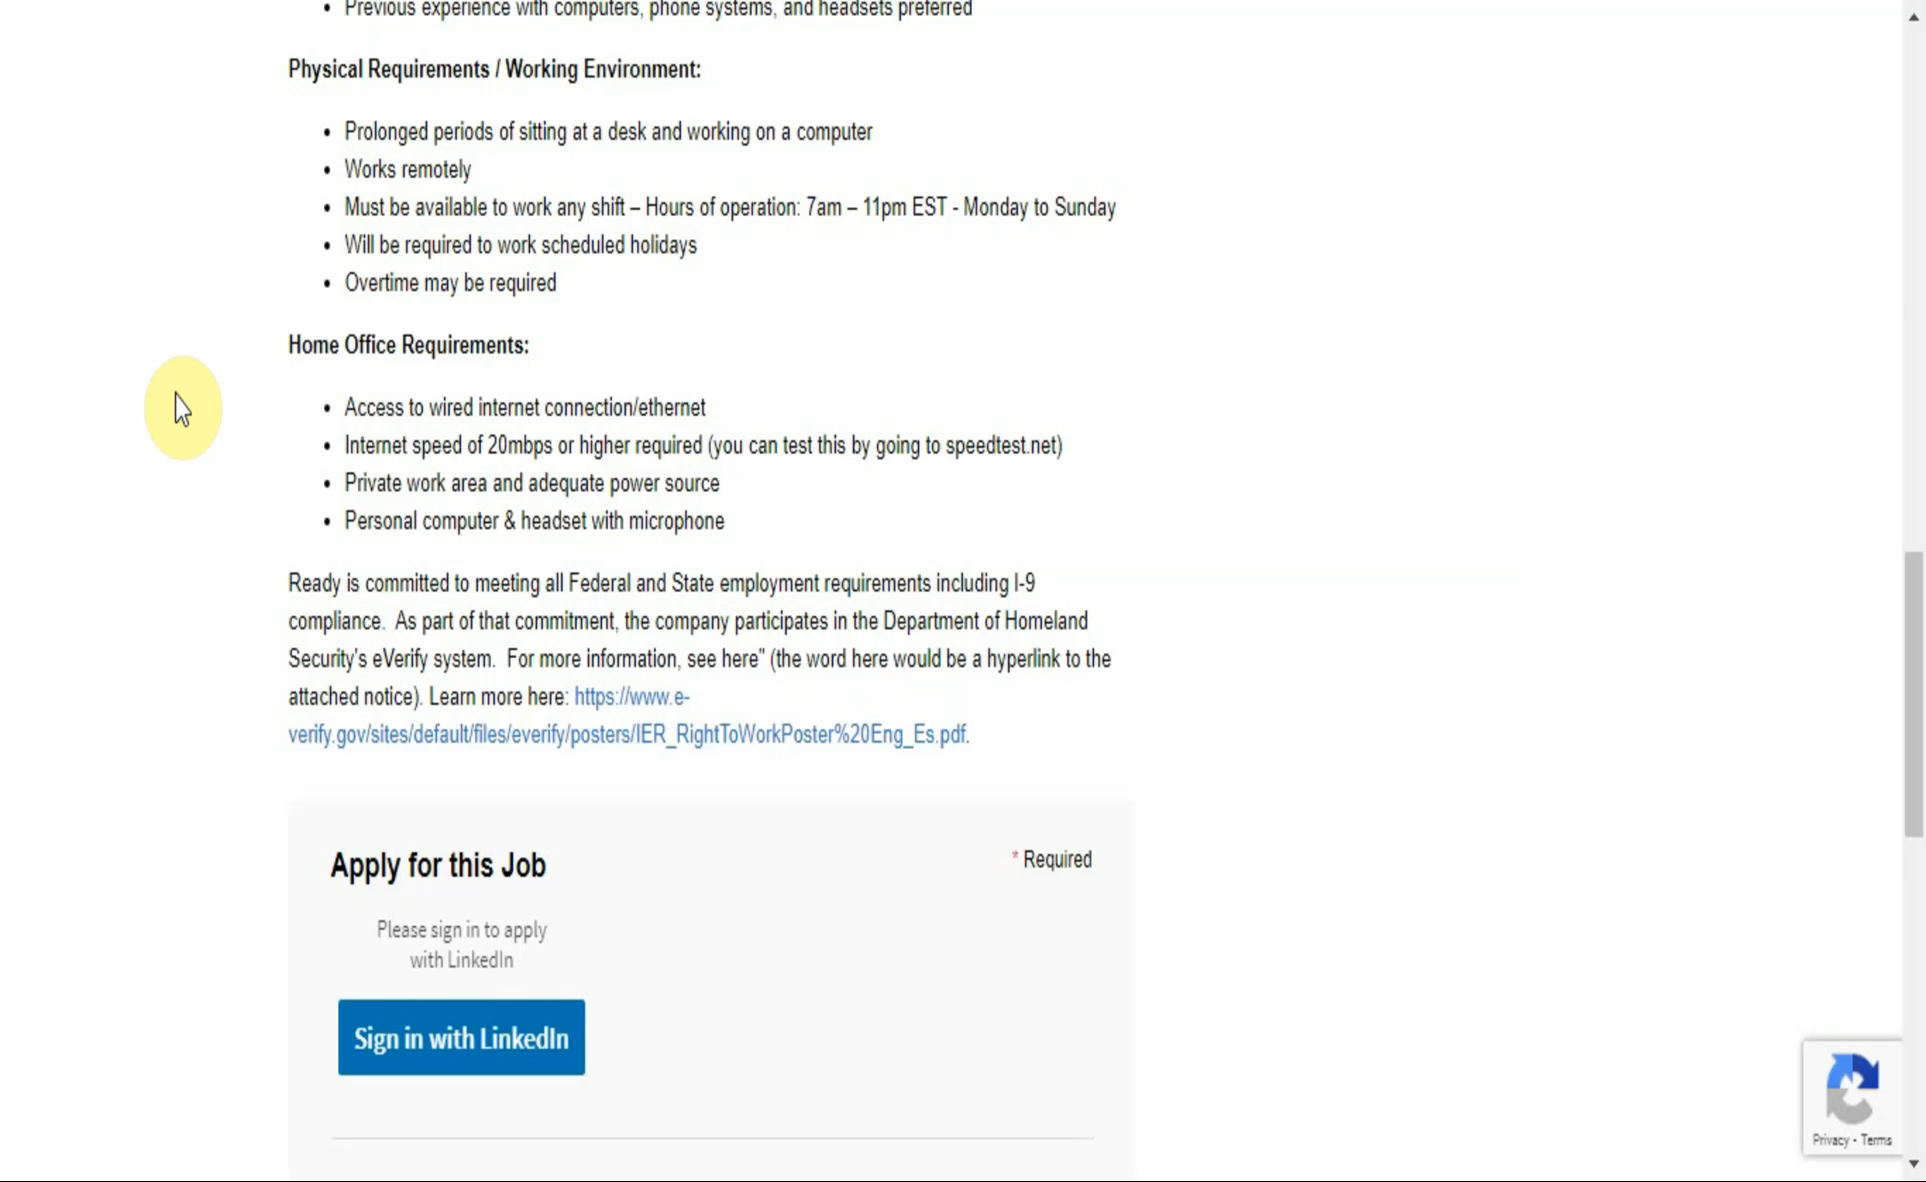 • Previous experience with computers, phone systems, and headsets preferred
Physical Requirements / Working Environment:
• Prolonged periods of sitting at a desk and working on a computer
• Works remotely
• Must be available to work any shift – Hours of operation: 7am – 11pm EST - Monday to Sunday
• Will be required to work scheduled holidays
• Overtime may be required
Home Office Requirements:
• Access to wired internet connection/ethernet
• Internet speed of 20mbps or higher required (you can test this by going to speedtest.net)
• Private work area and adequate power source
• Personal computer & headset with microphone
Ready is committed to meeting all Federal and State employment requirements including I-9
compliance.  As part of that commitment, the company participates in the Department of Homeland
Security's eVerify system.  For more information, see here" (the word here would be a hyperlink to the
attached notice). Learn more here: https://www.e-
verify.gov/sites/default/files/everify/posters/IER_RightToWorkPoster%20Eng_Es.pdf.
Apply for this Job
* Required
Please sign in to apply
with LinkedIn
Sign in with LinkedIn
Privacy - Terms